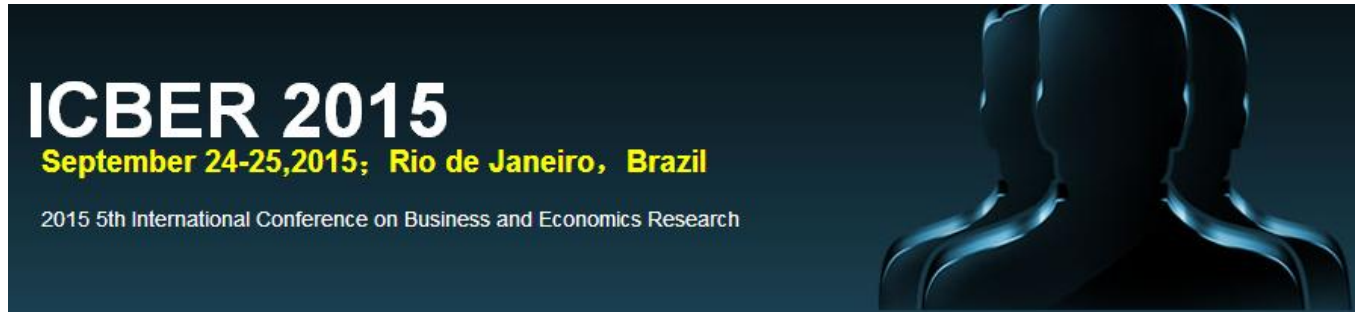 ICBER 2015
September 24-25,2015；Rio de Janeiro，Brazil
2015 5th International Conference on Business and Economics Research